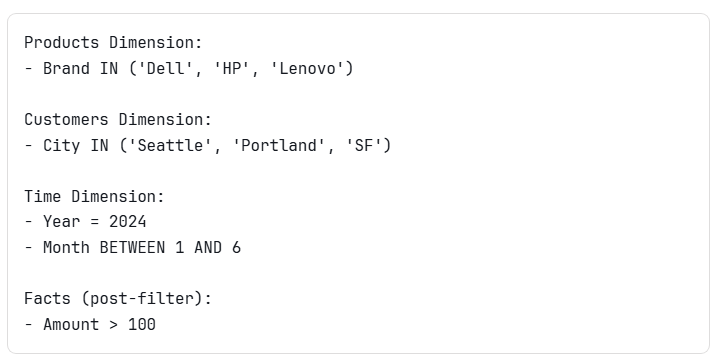 Products Dimension:
- Brand IN ('Dell', 'HP', 'Lenovo')
Customers Dimension:
- City IN ('Seattle', 'Portland', 'SF')
Time Dimension:
- Year = 2024
- Month BETWEEN 1 AND 6
Facts (post-filter):
- Amount > 100